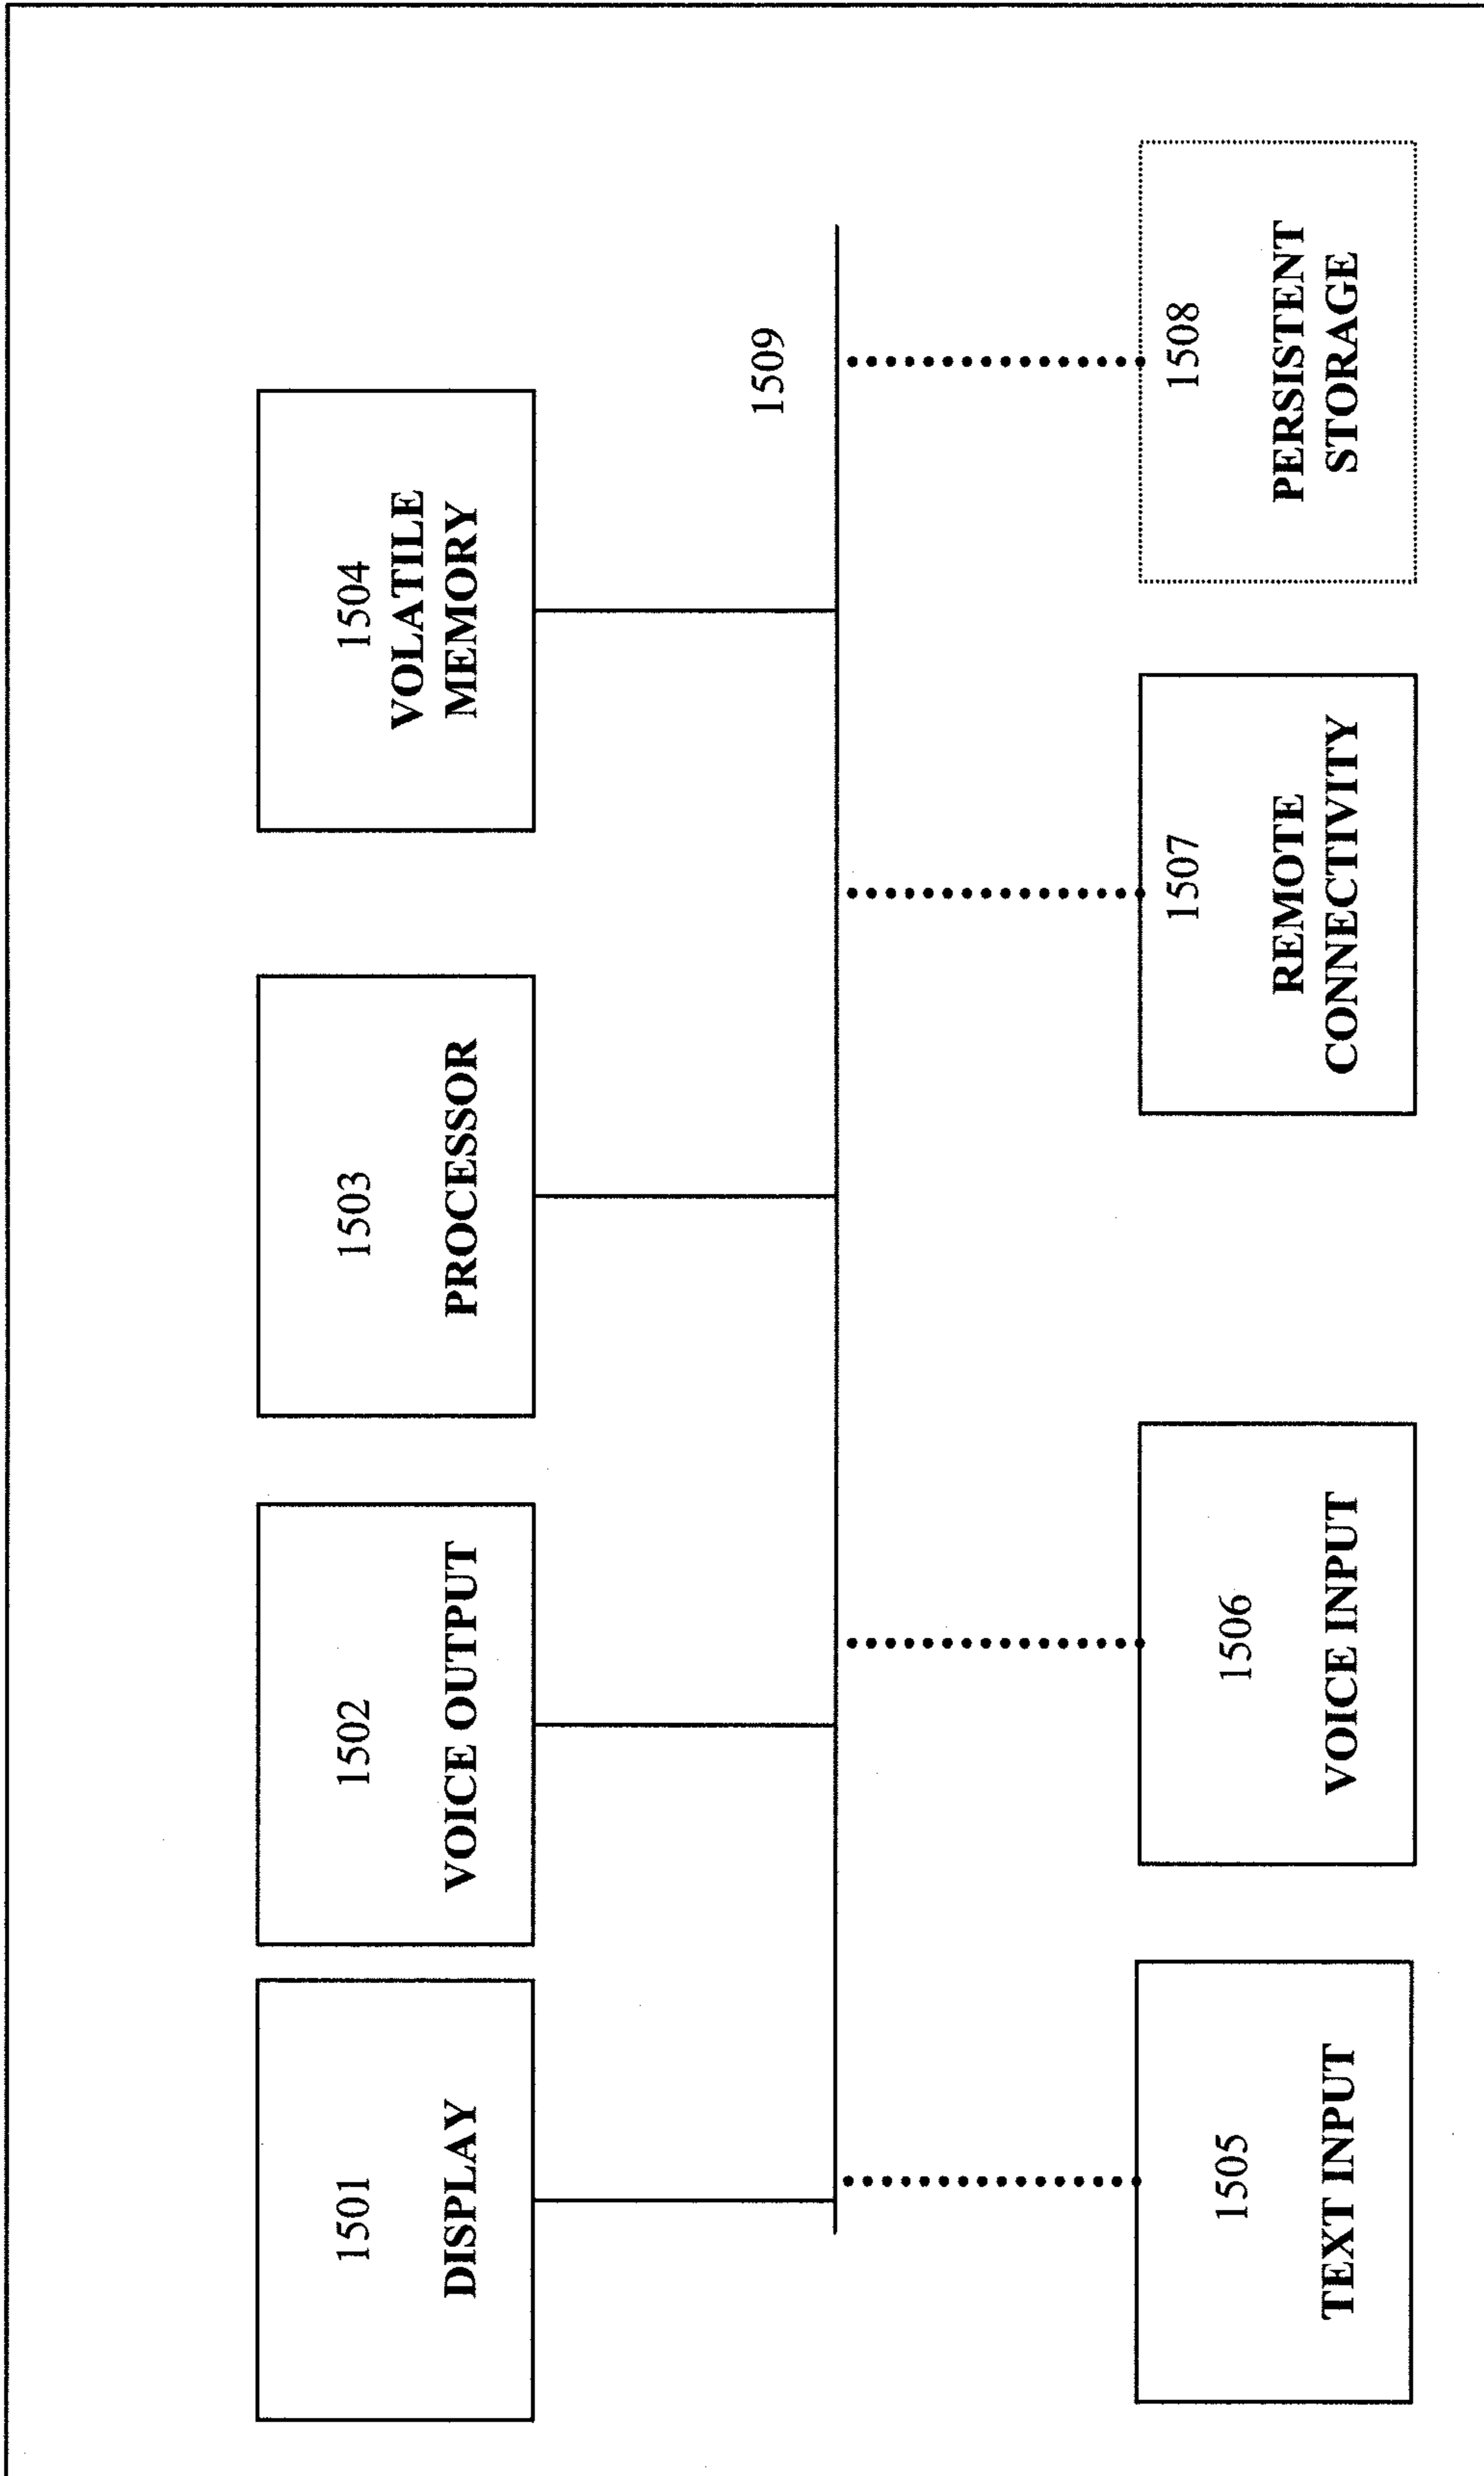 1501
DISPLAY
1502
VOICE OUTPUT
1503
PROCESSOR
1504
VOLATILE
MEMORY
1509
1505
TEXT INPUT
1506
VOICE INPUT
1507
REMOTE
CONNECTIVITY
1508
PERSISTENT
STORAGE